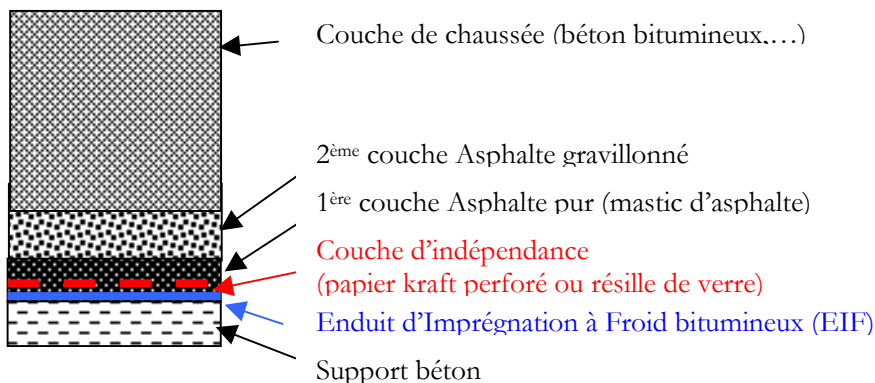 Couche de chaussée (béton bitumineux,…)
2ème couche Asphalte gravillonné
1ère couche Asphalte pur (mastic d’asphalte)
Couche d’indépendance
(papier kraft perforé ou résille de verre)
Enduit d’Imprégnation à Froid bitumineux (EIF)
Support béton